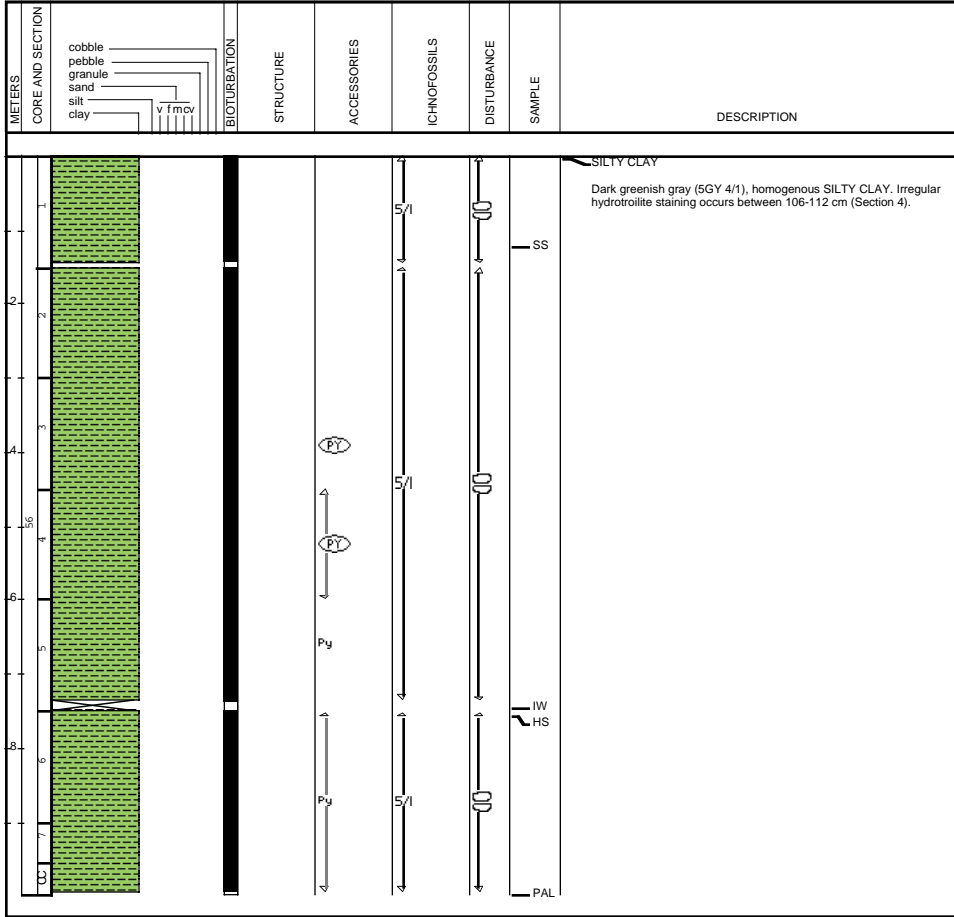 METERS
CORE AND SECTION
cobble
pebble
granule
sand
silt
clay
v f m c v
BIOTURBATION
STRUCTURE
ACCESSORIES
ICHNOFOSSILS
DISTURBANCE
SAMPLE
DESCRIPTION
SILTY CLAY
Dark greenish gray (5GY 4/1), homogenous SILTY CLAY. Irregular
hydrotroilite staining occurs between 106-112 cm (Section 4).
1
5/I
SS
2
2
3
4
PY
5/I
56
4
PY
6
5
Py
IW
HS
8
6
Py
5/I
7
CC
PAL